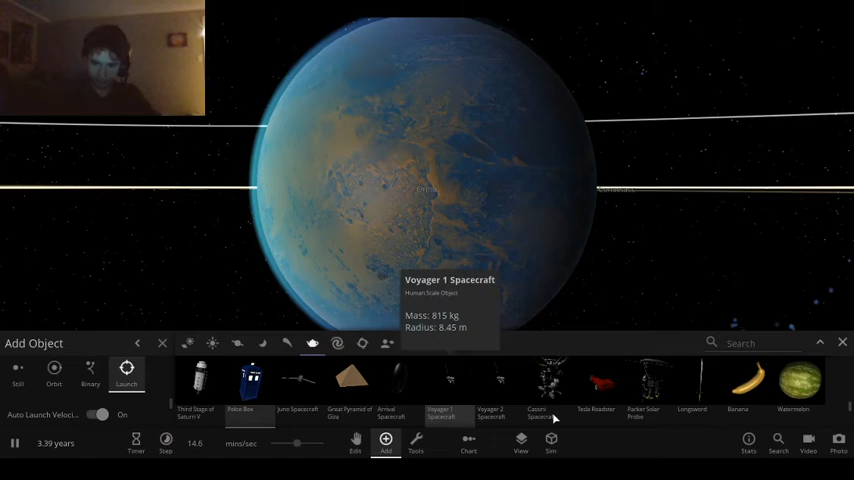 Voyager 1 Spacecraft
Human Scale Object
Mass: 815 kg
Radius: 8.45 m
Add Object
Search
Still
Orbit
Binary
Launch
Third Stage of
Saturn V
Police Box
Juno Spacecraft
Great Pyramid of
Giza
Arrival
Spacecraft
Voyager 1
Spacecraft
Voyager 2
Spacecraft
Cassini
Spacecraft
Tesla Roadster
Parker Solar
Probe
Longsword
Banana
Watermelon
Auto Launch Veloci...
On
3.39 years
14.6
mins/sec
Timer
Step
Edit
Add
Tools
Chart
View
Sim
Stats
Search
Video
Photo